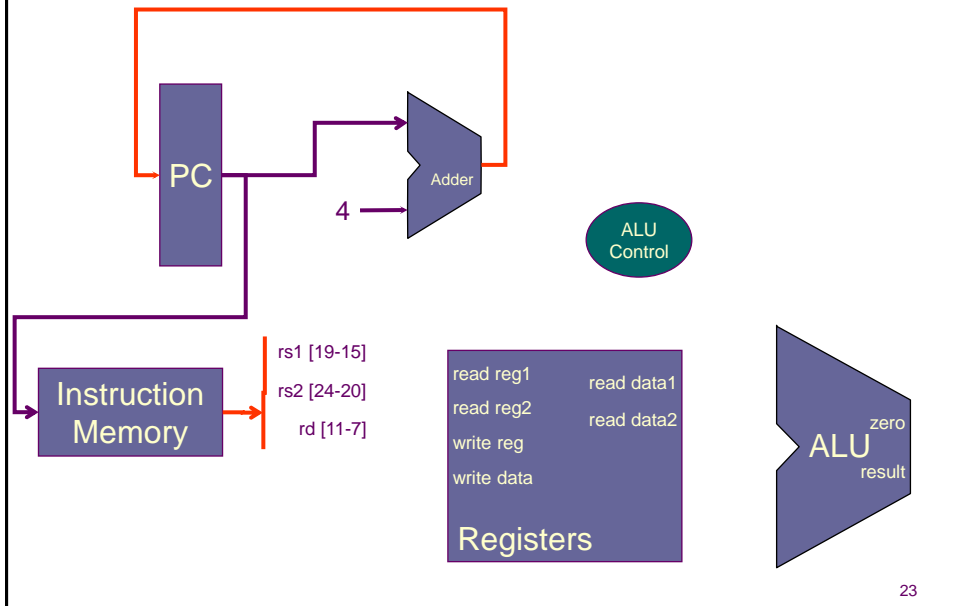 PC
Adder
4
ALU
Control
rs1 [19-15]
rs2 [24-20]
rd [11-7]
Instruction
Memory
read reg1
read reg2
write reg
write data
read data1
read data2
Registers
zero
ALU
result
23